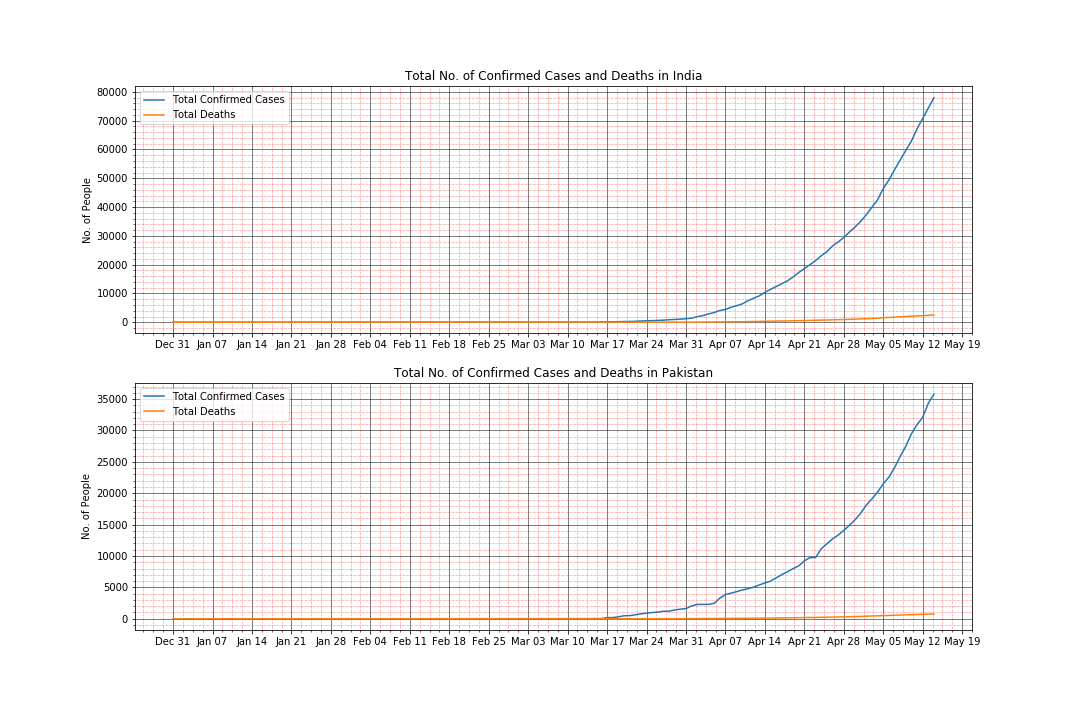 Total No. of Confirmed Cases and Deaths in India
80000
70000
60000
50000
40000
30000
20000
10000
0
No. of People
Total Confirmed Cases
Total Deaths
Dec 31 Jan 07 Jan 14 Jan 21 Jan 28 Feb 04 Feb 11 Feb 18 Feb 25 Mar 03 Mar 10 Mar 17 Mar 24 Mar 31 Apr 07 Apr 14 Apr 21 Apr 28 May 05 May 12 May 19
Total No. of Confirmed Cases and Deaths in Pakistan
35000
30000
25000
20000
15000
10000
5000
0
No. of People
Total Confirmed Cases
Total Deaths
Dec 31 Jan 07 Jan 14 Jan 21 Jan 28 Feb 04 Feb 11 Feb 18 Feb 25 Mar 03 Mar 10 Mar 17 Mar 24 Mar 31 Apr 07 Apr 14 Apr 21 Apr 28 May 05 May 12 May 19